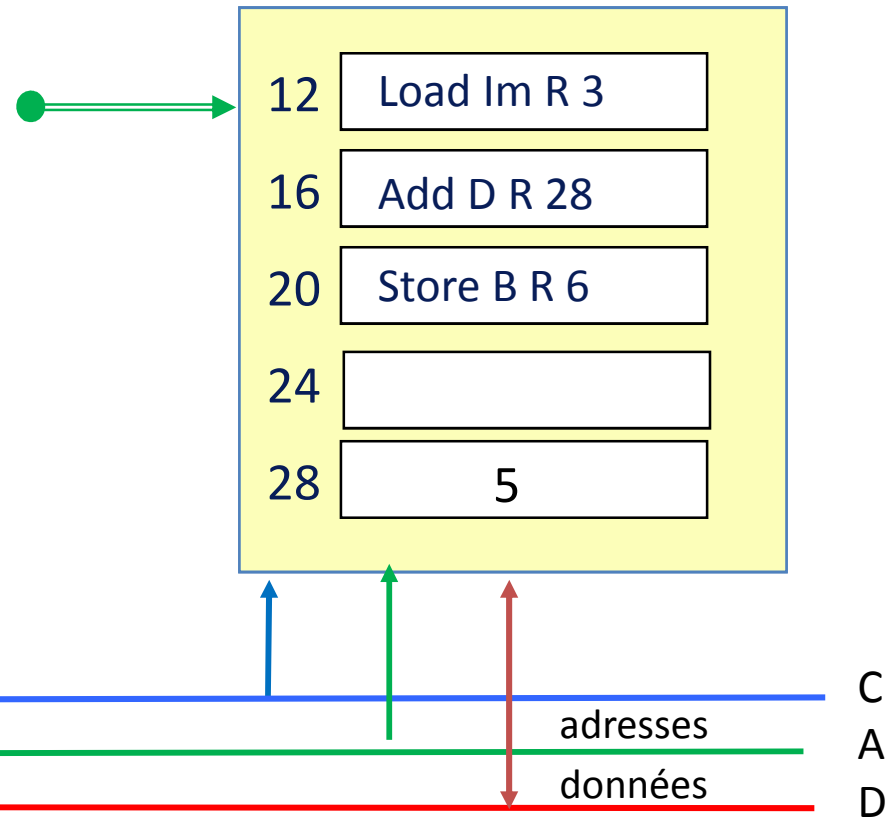 12 Load Im R 3
16 Add D R 28
20 Store B R 6
24
28 5
C
adresses
A
données
D